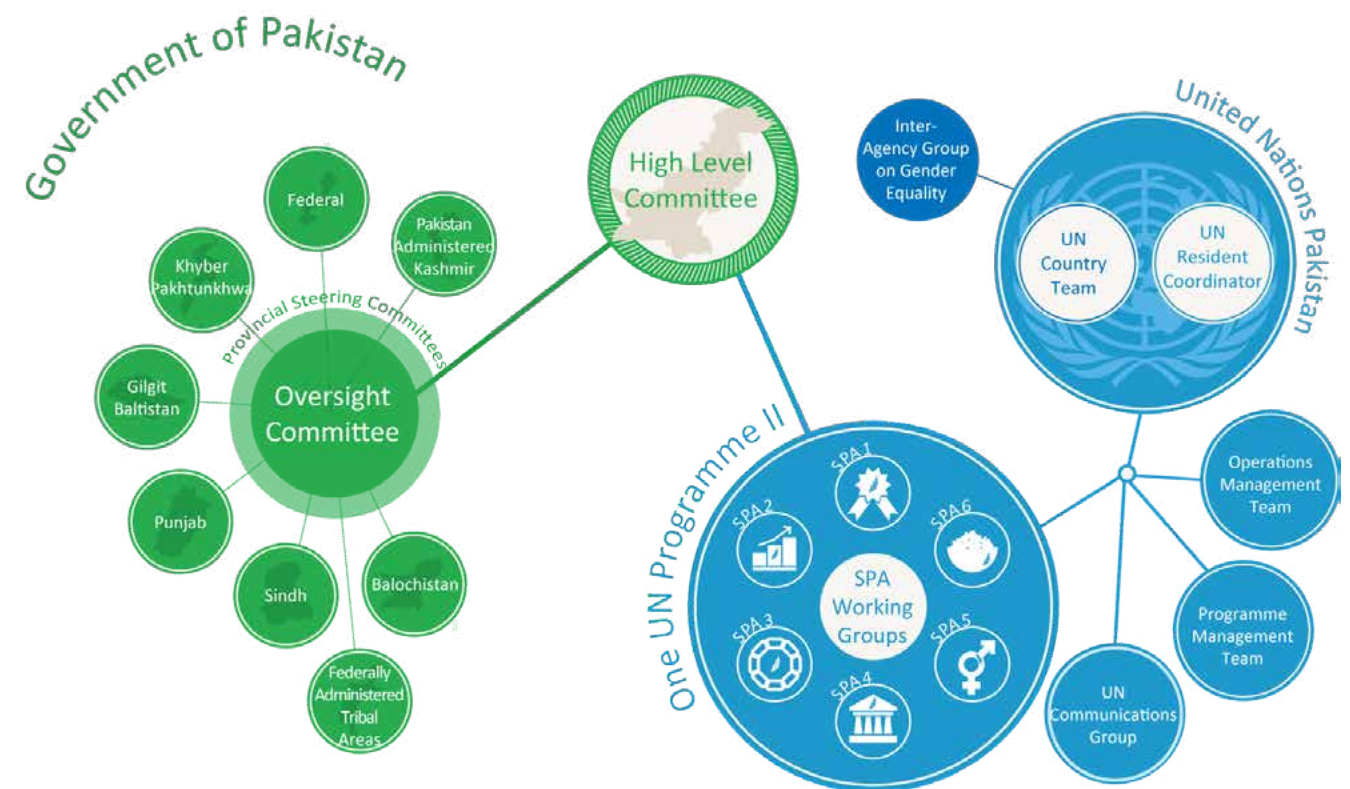 Government of Pakistan
Federal
Pakistan
Administered
Kashmir
Khyber
Pakhtunkhwa
Provincial Steering Committees
Gilgit
Baltistan
Oversight
Committee
Punjab
Sindh
Balochistan
Federally
Administered
Tribal
Areas
High Level
Committee
Inter-
Agency Group
on Gender
Equality
United Nations Pakistan
UN
Country
Team
UN
Resident
Coordinator
One UN Programme II
SPA 1
SPA 2
SPA 3
SPA 4
SPA 5
SPA 6
SPA
Working
Groups
Operations
Management
Team
Programme
Management
Team
UN
Communications
Group